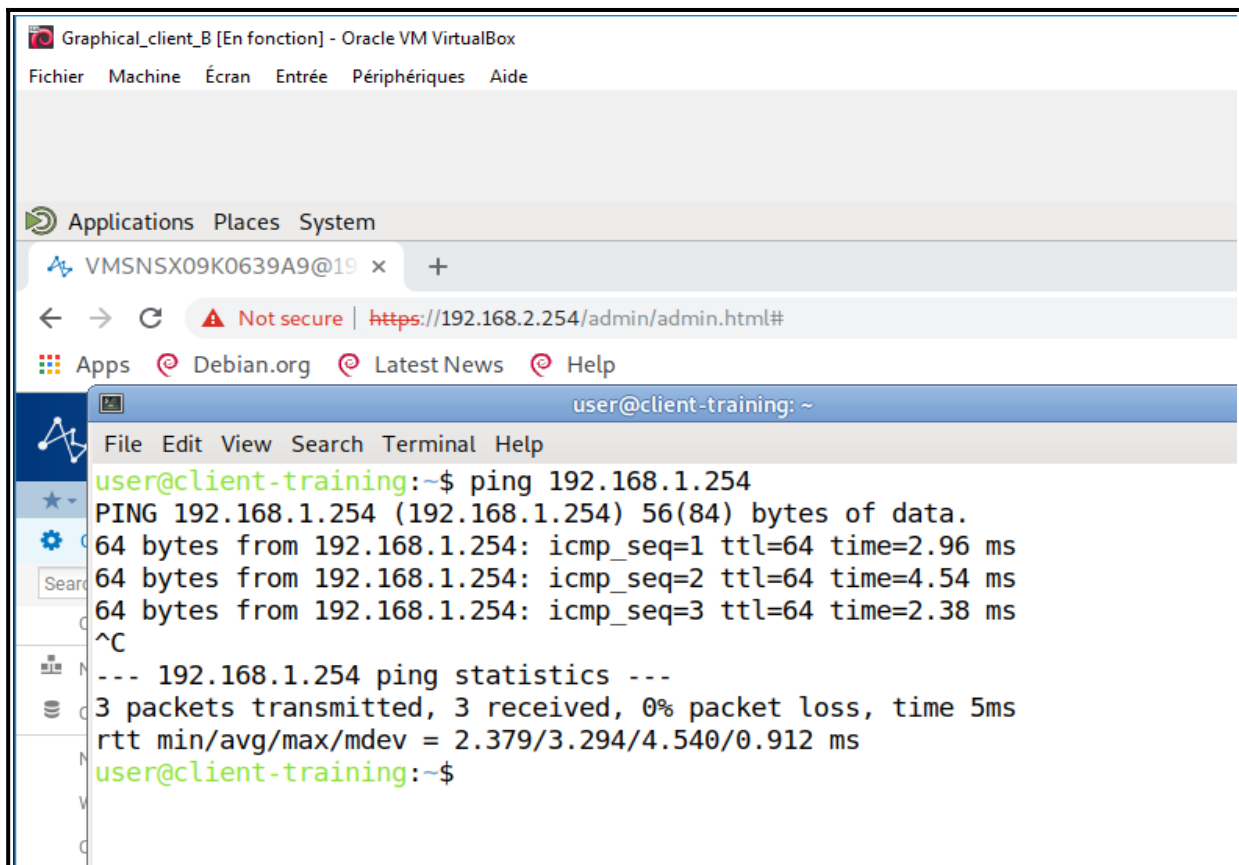 Graphical_client_B [En fonction] - Oracle VM VirtualBox
Fichier Machine Écran Entrée Périphériques Aide
Applications Places System
VMSNSX09K0639A9@19
Not secure | https://192.168.2.254/admin/admin.html#
Apps Debian.org Latest News Help
user@client-training: ~
File Edit View Search Terminal Help
user@client-training:~$ ping 192.168.1.254
PING 192.168.1.254 (192.168.1.254) 56(84) bytes of data.
64 bytes from 192.168.1.254: icmp_seq=1 ttl=64 time=2.96 ms
64 bytes from 192.168.1.254: icmp_seq=2 ttl=64 time=4.54 ms
64 bytes from 192.168.1.254: icmp_seq=3 ttl=64 time=2.38 ms
^C
--- 192.168.1.254 ping statistics ---
3 packets transmitted, 3 received, 0% packet loss, time 5ms
rtt min/avg/max/mdev = 2.379/3.294/4.540/0.912 ms
user@client-training:~$